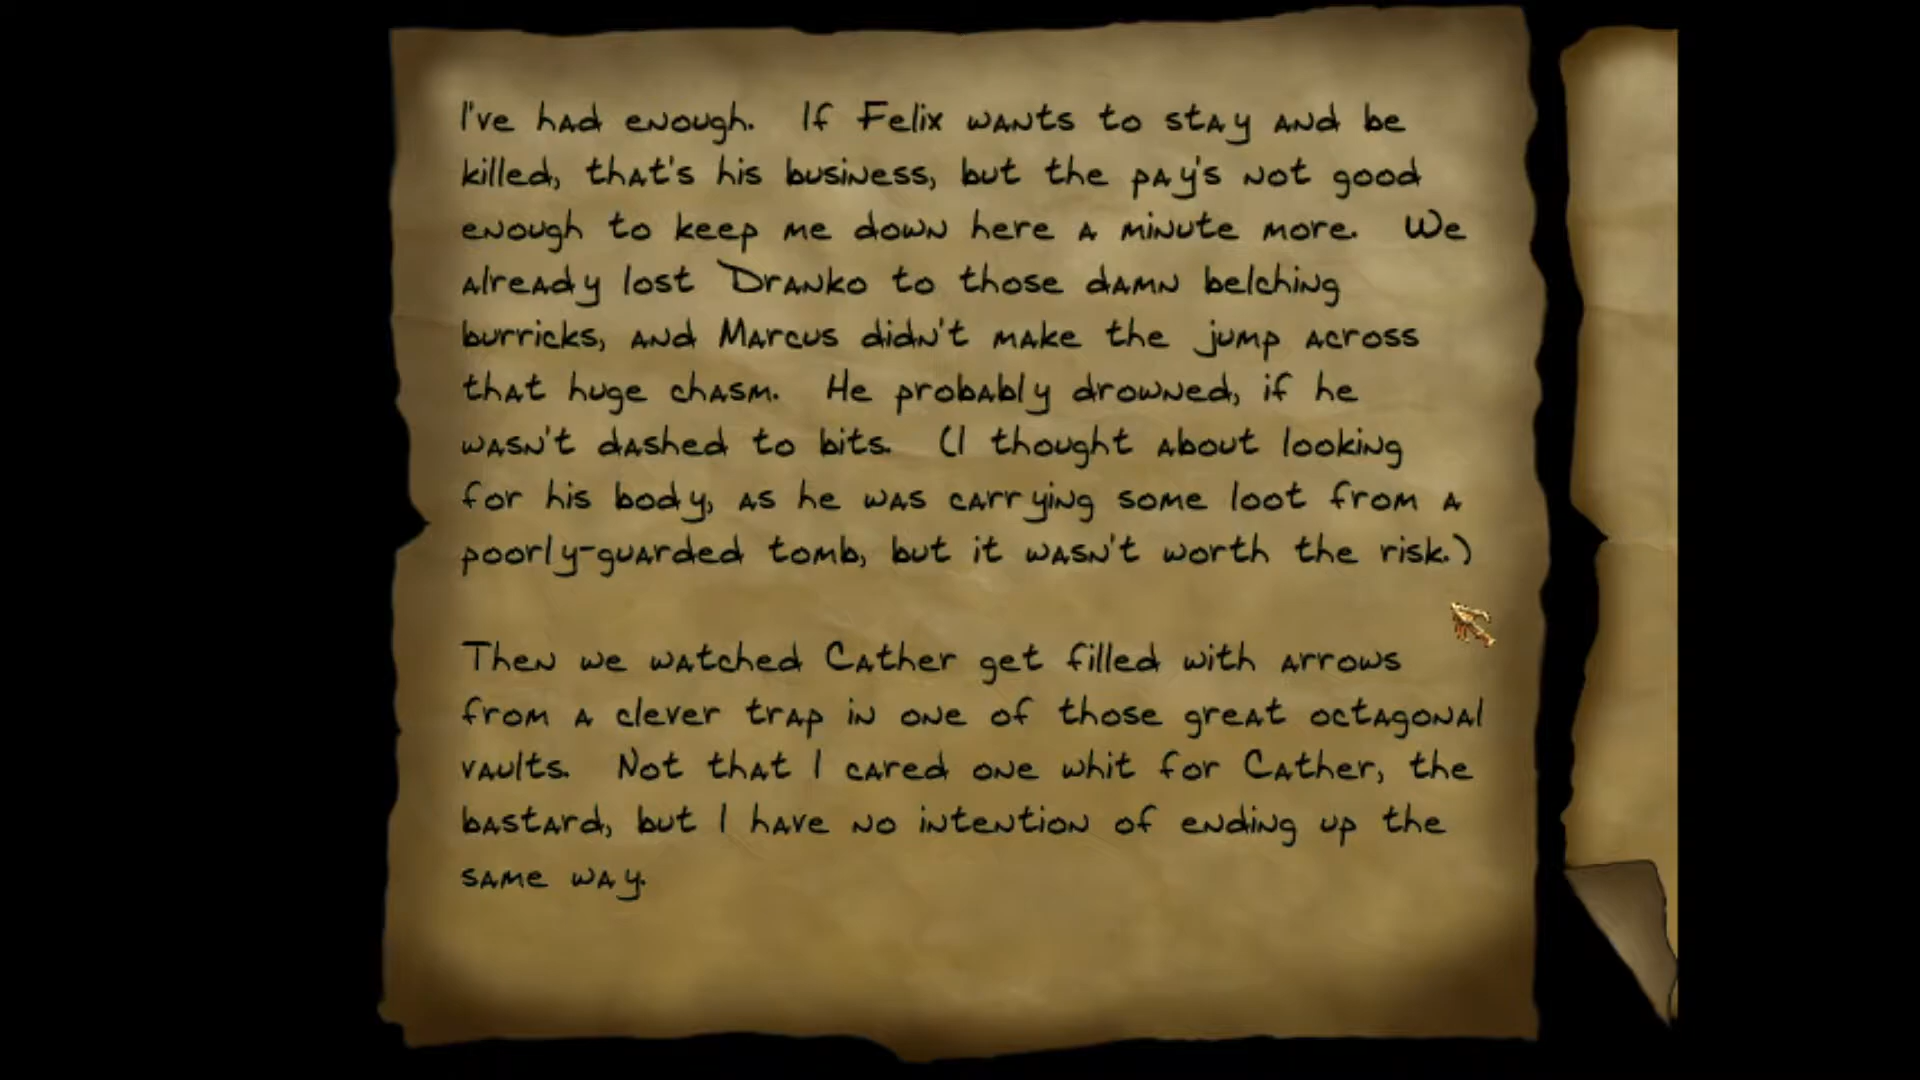 I've had enough.  If Felix wants to stay and be
killed, that's his business, but the pay's not good
enough to keep me down here a minute more.  We
already lost Dranko to those damn belching
burricks, and Marcus didn't make the jump across
that huge chasm.  He probably drowned, if he
wasn't dashed to bits.  (I thought about looking
for his body, as he was carrying some loot from a
poorly-guarded tomb, but it wasn't worth the risk.)
Then we watched Cather get filled with arrows
from a clever trap in one of those great octagonal
vaults.  Not that I cared one whit for Cather, the
bastard, but I have no intention of ending up the
same way.